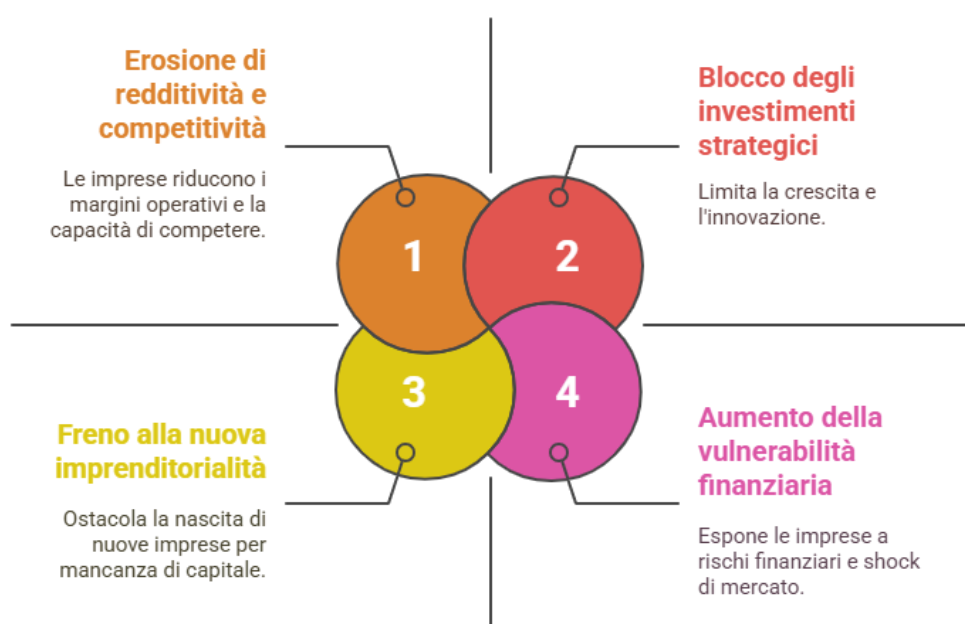 Erosione di
redditività e
competitività
Le imprese riducono i
margini operativi e la
capacità di competere.
1
Blocco degli
investimenti
strategici
Limita la crescita e
l'innovazione.
2
Freno alla nuova
imprenditorialità
Ostacola la nascita di
nuove imprese per
mancanza di capitale.
3
Aumento della
vulnerabilità
finanziaria
Espone le imprese a
rischi finanziari e shock
di mercato.
4